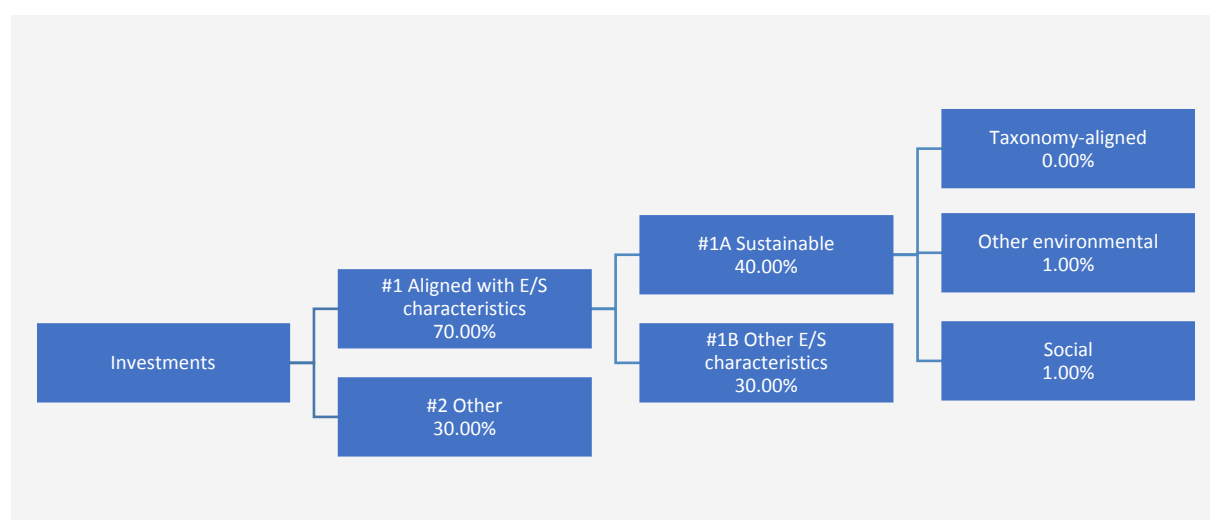 Investments
#1 Aligned with E/S
characteristics
70.00%
#2 Other
30.00%
#1A Sustainable
40.00%
#1B Other E/S
characteristics
30.00%
Taxonomy-aligned
0.00%
Other environmental
1.00%
Social
1.00%